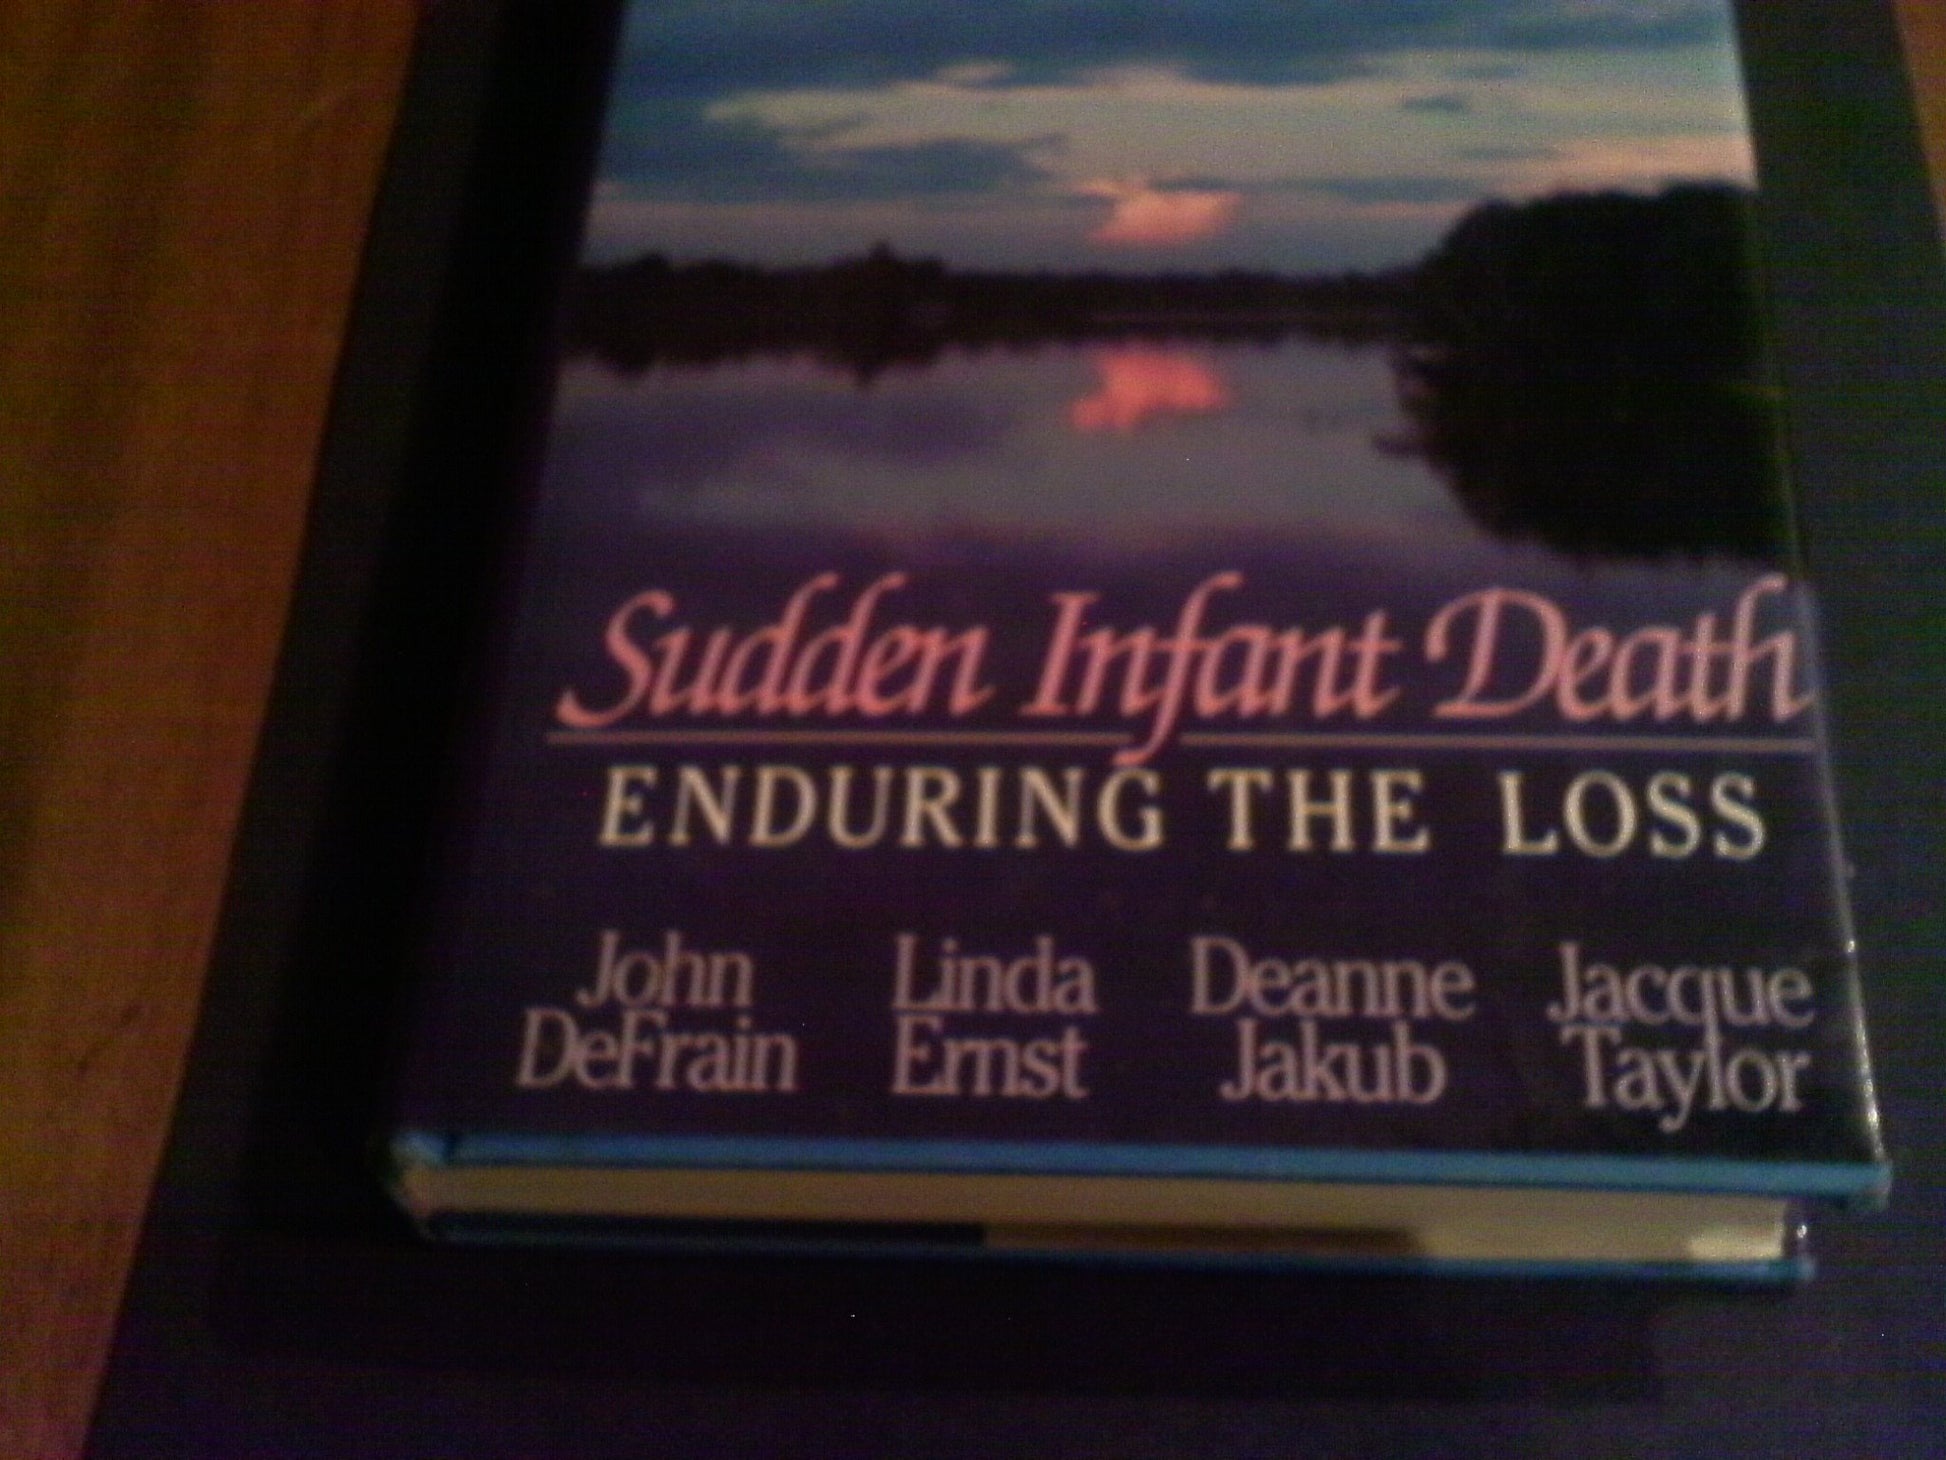 Sudden Infant Death
ENDURING THE LOSS
John DeFrain
Linda Ernst
Deanne Jakub
Jacque Taylor